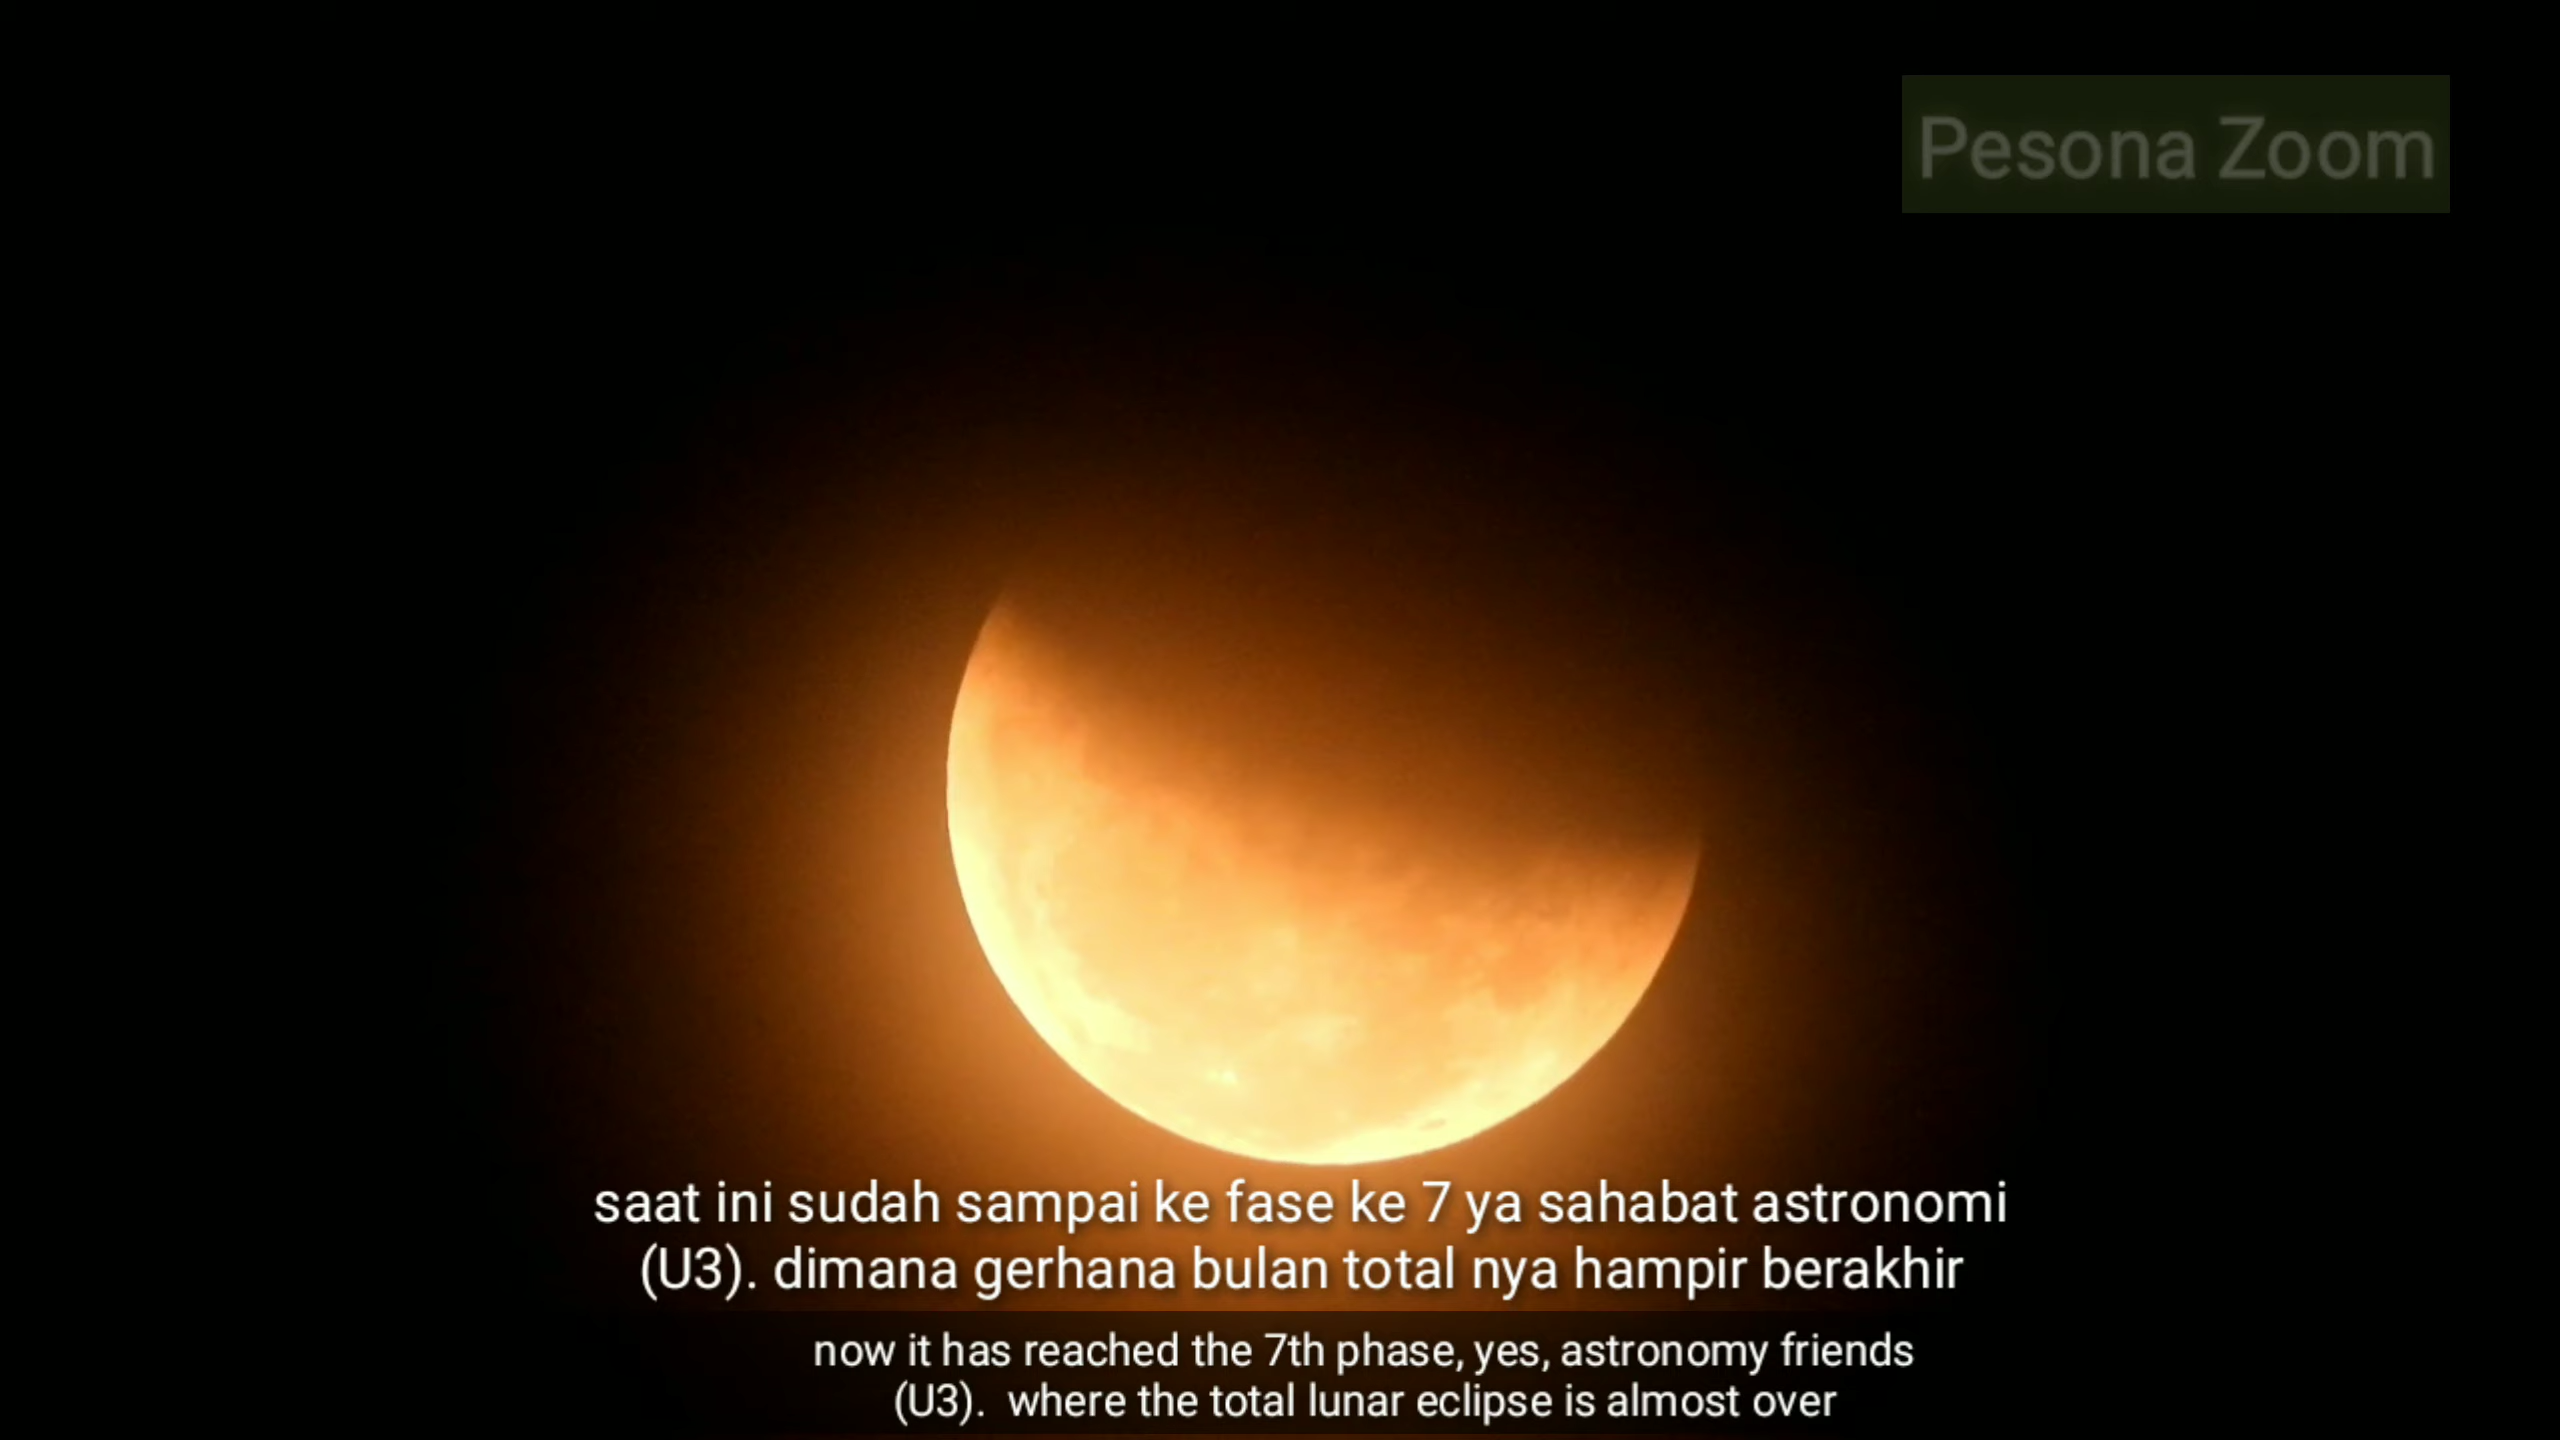 Pesona Zoom
saat ini sudah sampai ke fase ke 7 ya sahabat astronomi
(U3). dimana gerhana bulan total nya hampir berakhir
now it has reached the 7th phase, yes, astronomy friends
(U3).  where the total lunar eclipse is almost over